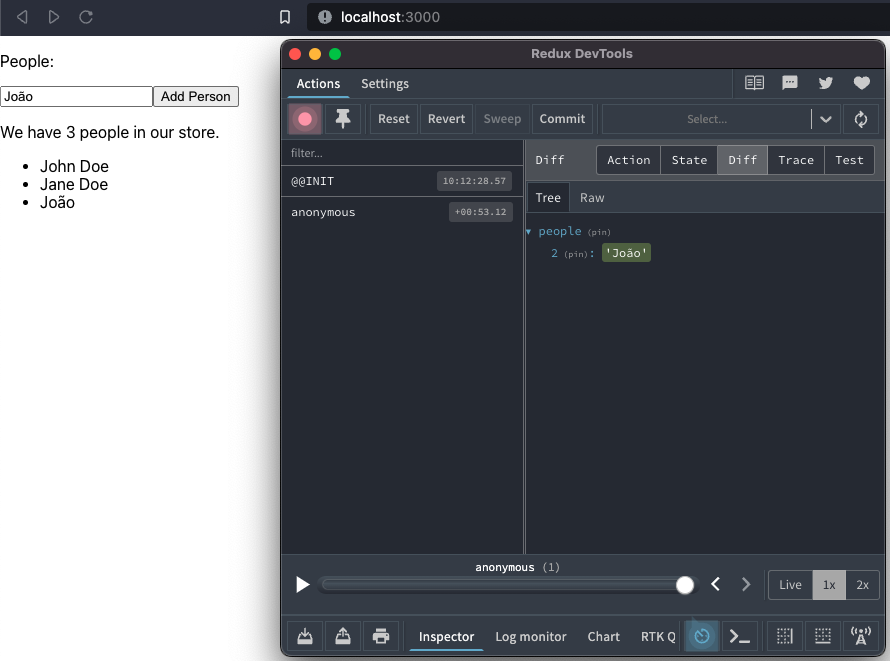 localhost:3000
People:
João Add Person
We have 3 people in our store.
John Doe
Jane Doe
João
Redux DevTools
Actions Settings
Reset Revert Sweep Commit Select...
filter...
@@INIT 10:12:28.57
anonymous +00:53.12
Diff Action State Diff Trace Test
Tree Raw
people (pin)
2 (pin): 'João'
anonymous (1)
Live 1x 2x
Inspector Log monitor Chart RTK Q